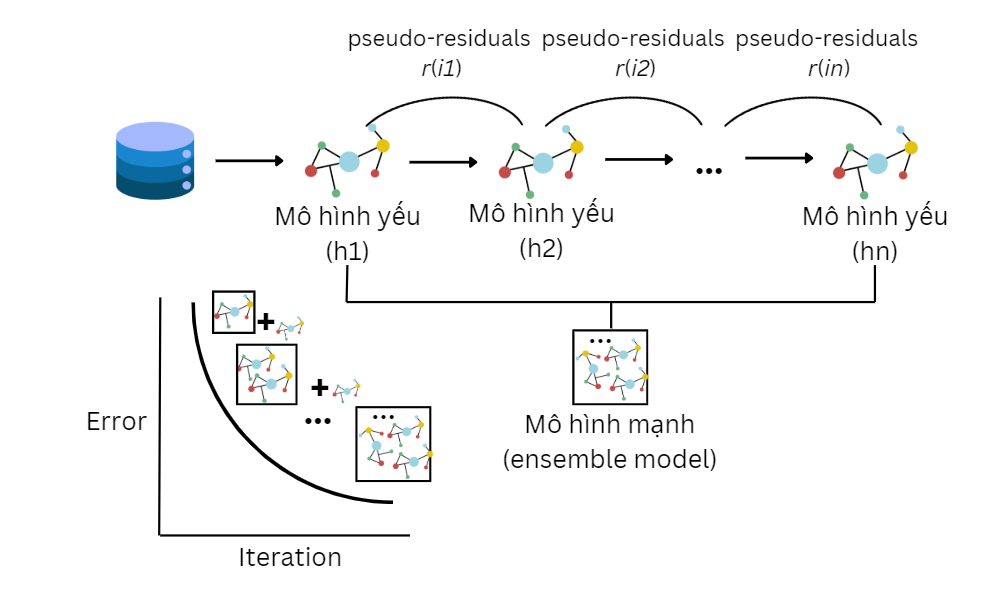 pseudo-residuals pseudo-residuals pseudo-residuals
r(i1) r(i2) r(in)
...
Mô hình yếu Mô hình yếu Mô hình yếu
(h1) (h2) (hn)
+
...
+
...
...
Error
Mô hình mạnh
(ensemble model)
Iteration